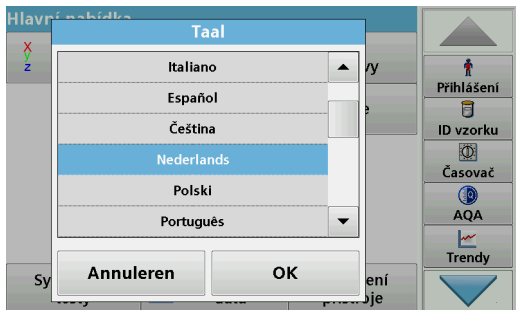 Hlavní nabídka
Taal
X
y
z
Italiano
Español
Čeština
Nederlands
Polski
Português
Annuleren
OK
Přihlášení
ID vzorku
Časovač
AQA
Trendy